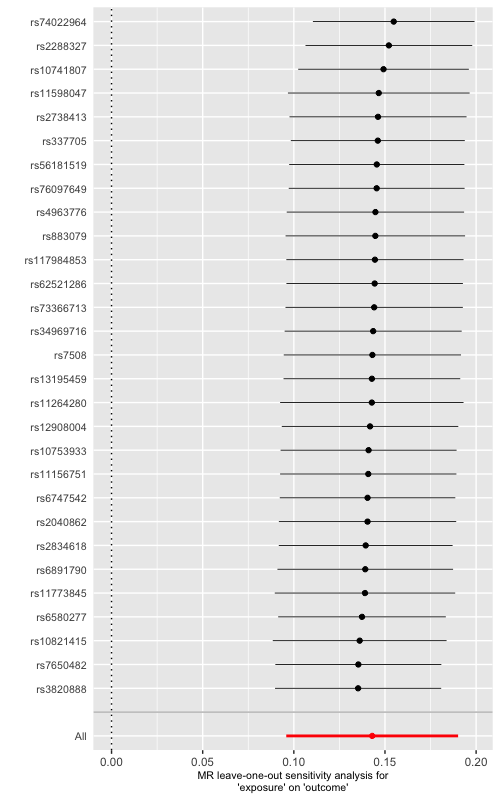 rs74022964
rs2288327
rs10741807
rs11598047
rs2738413
rs337705
rs56181519
rs76097649
rs4963776
rs883079
rs117984853
rs62521286
rs73366713
rs34969716
rs7508
rs13195459
rs11264280
rs12908004
rs10753933
rs11156751
rs6747542
rs2040862
rs2834618
rs6891790
rs11773845
rs6580277
rs10821415
rs7650482
rs3820888
All
0.00 0.05 0.10 0.15 0.20
MR leave-one-out sensitivity analysis for
'exposure' on 'outcome'